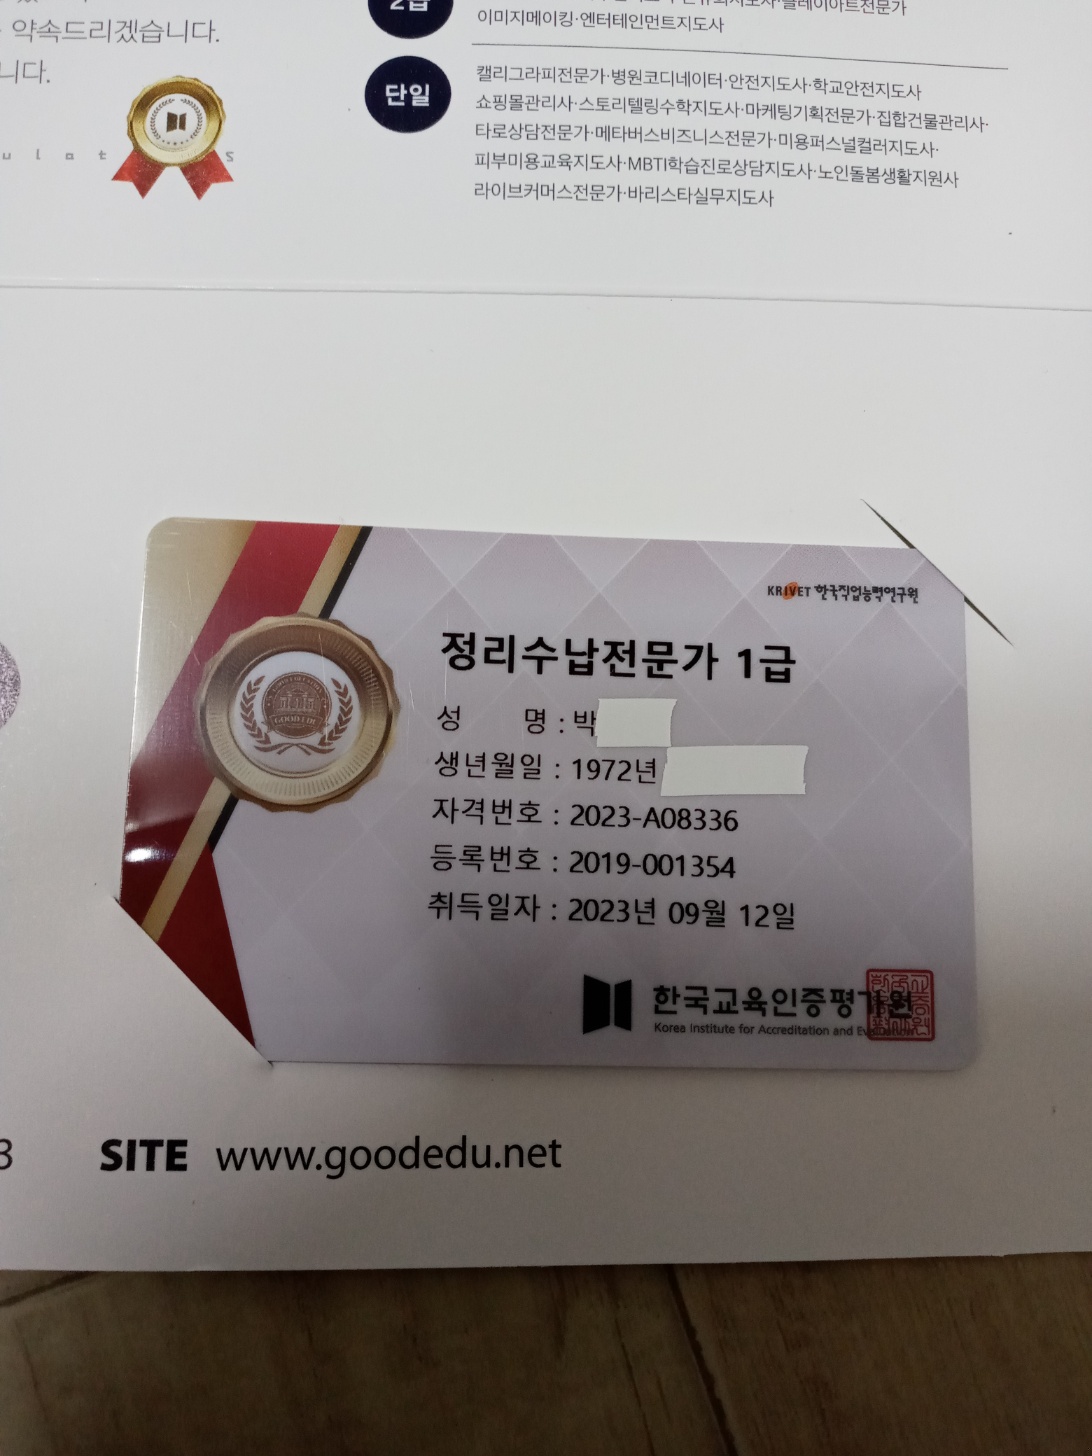 약속드리겠습니다.
니다.
u l a t s
2급
이미지메이킹·엔터테인먼트지도사
단일
캘리그라피전문가·병원코디네이터·안전지도사·학교안전지도사
쇼핑몰관리사·스토리텔링수학지도사·마케팅기획전문가·집합건물관리사·
타로상담전문가·메타버스비즈니스전문가·미용퍼스널컬러지도사·
피부미용교육지도사·MBTI학습진로상담지도사·노인돌봄생활지원사
라이브커머스전문가·바리스타실무지도사
KRIVET 한국직업능력연구원
정리수납전문가 1급
GOOD EDU
성 명 : 박
생년월일 : 1972년
자격번호 : 2023-A08336
등록번호 : 2019-001354
취득일자 : 2023년 09월 12일
한국교육인증평가원
Korea Institute for Accreditation and
3 SITE www.goodedu.net